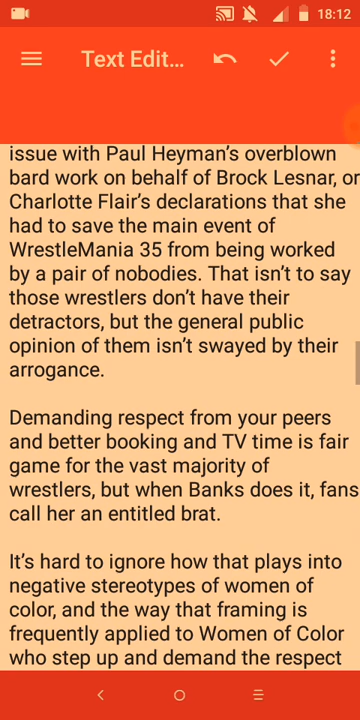 18:12
Text Edit...
issue with Paul Heyman’s overblown
bard work on behalf of Brock Lesnar, or
Charlotte Flair’s declarations that she
had to save the main event of
WrestleMania 35 from being worked
by a pair of nobodies. That isn’t to say
those wrestlers don’t have their
detractors, but the general public
opinion of them isn’t swayed by their
arrogance.
Demanding respect from your peers
and better booking and TV time is fair
game for the vast majority of
wrestlers, but when Banks does it, fans
call her an entitled brat.
It’s hard to ignore how that plays into
negative stereotypes of women of
color, and the way that framing is
frequently applied to Women of Color
who step up and demand the respect